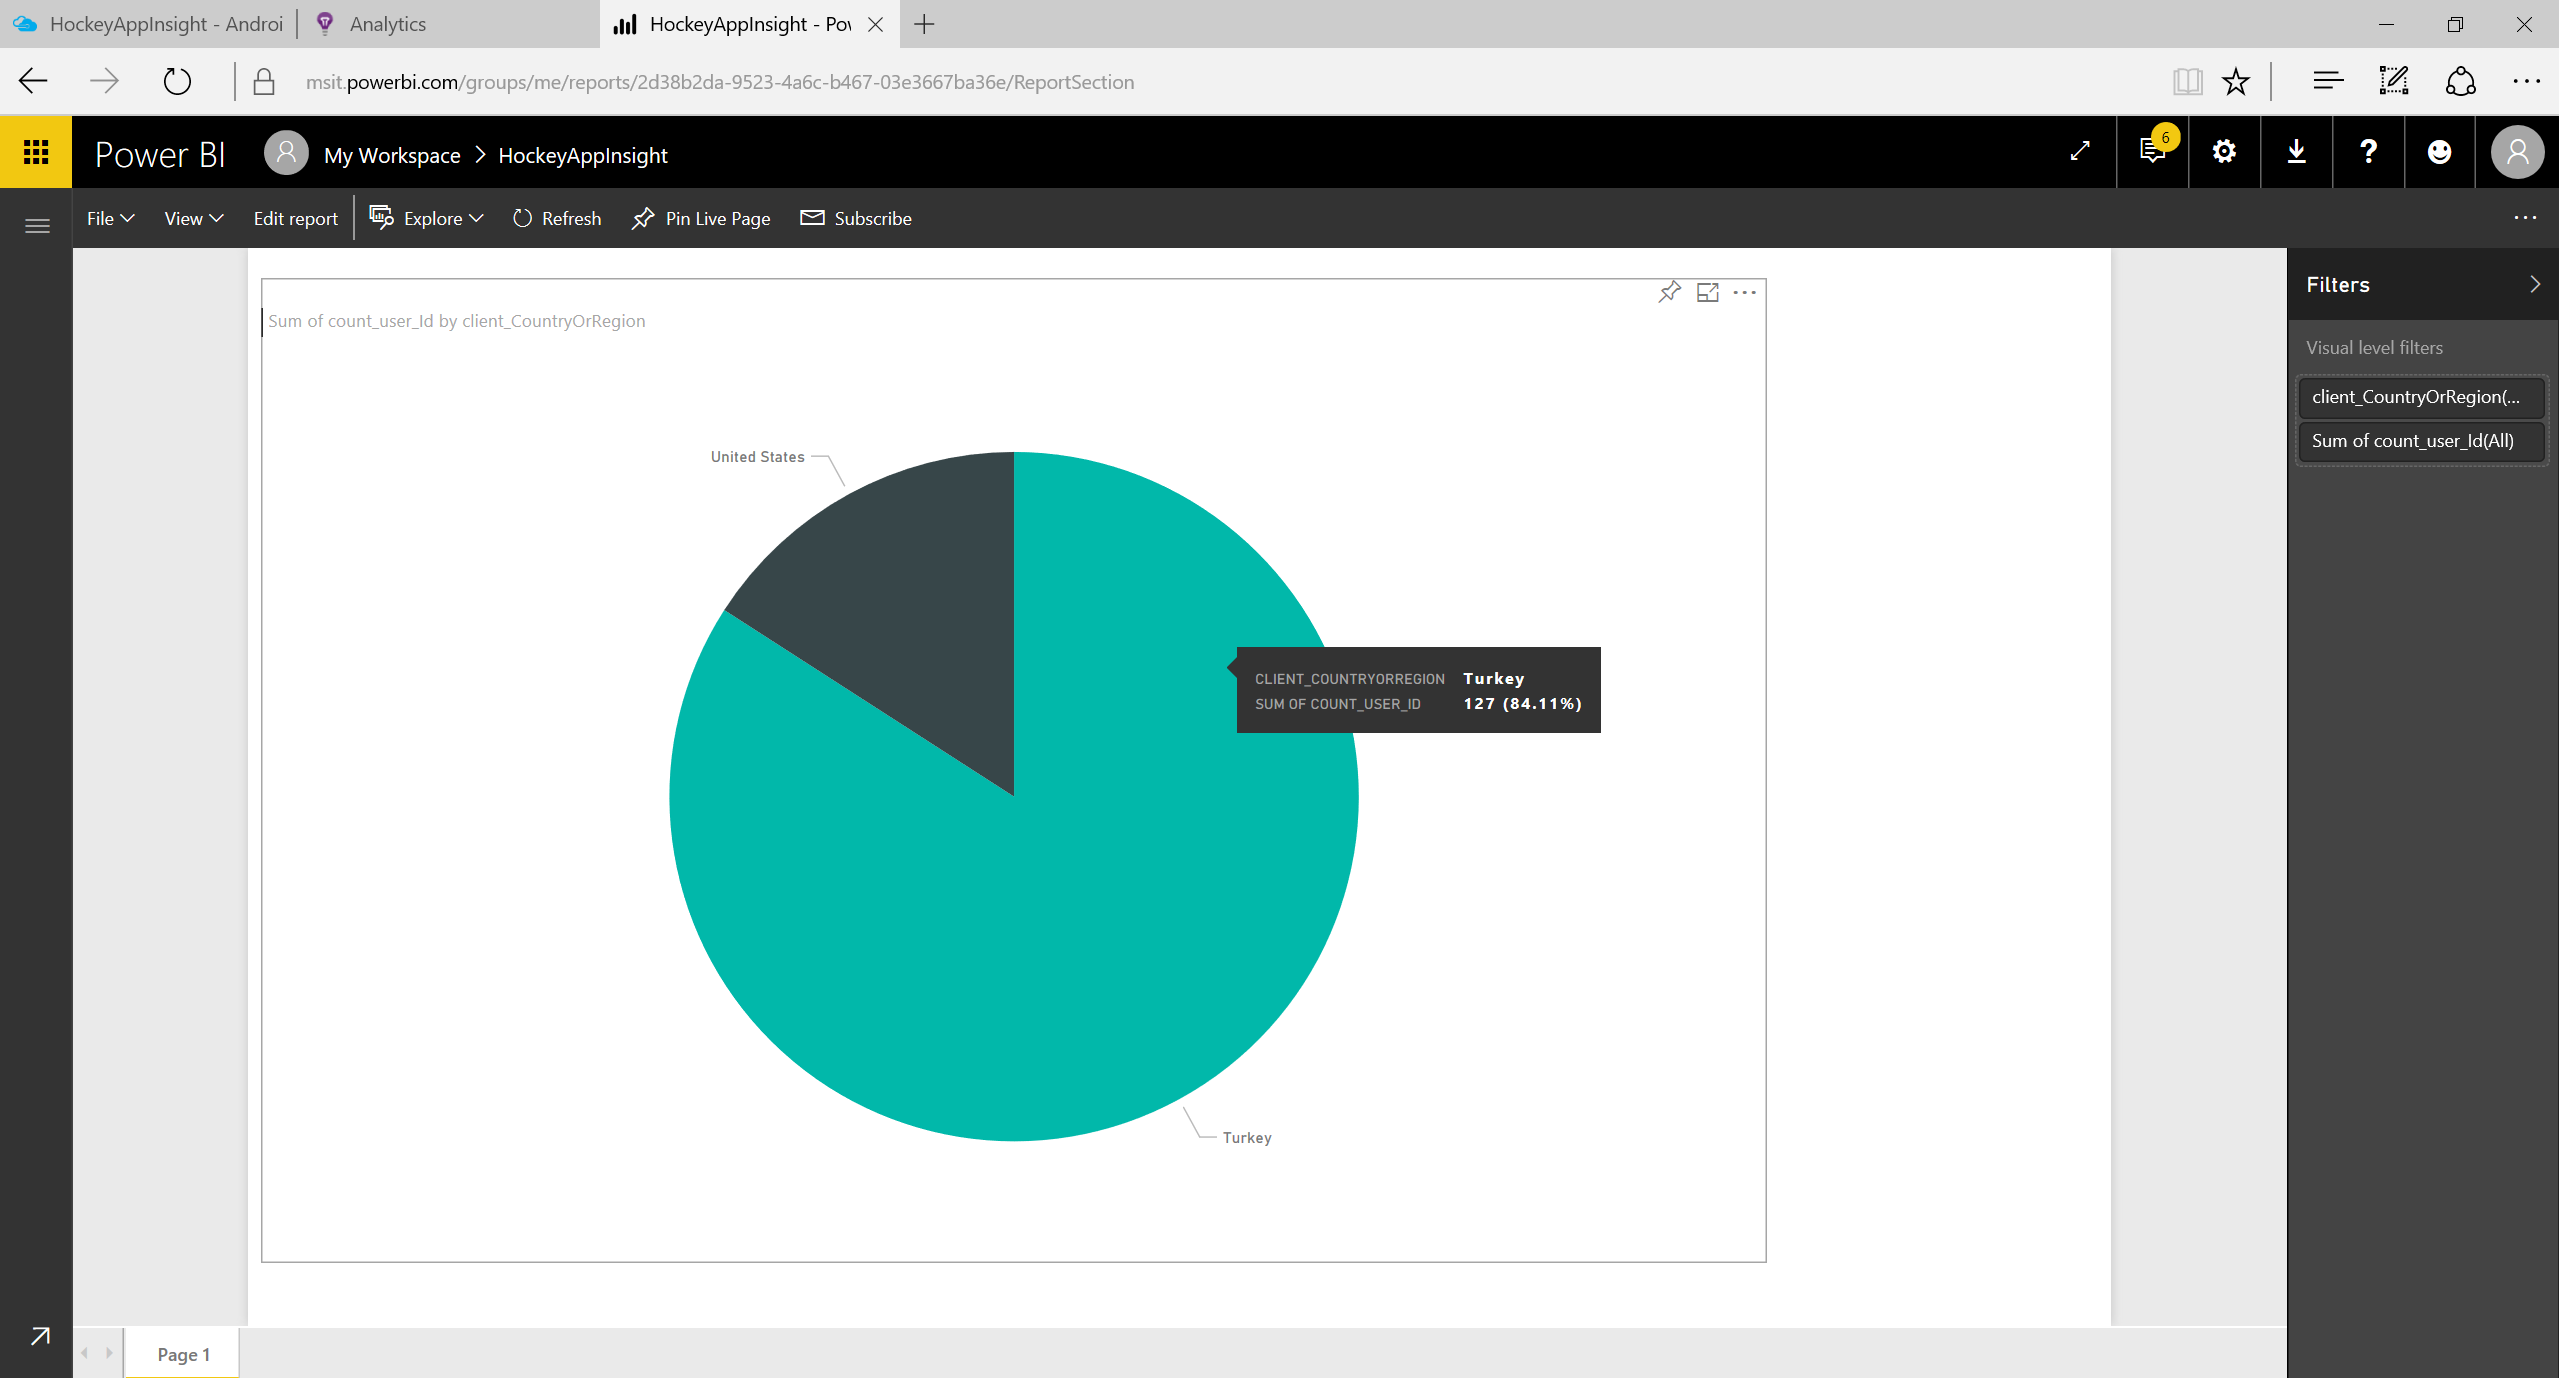 HockeyAppInsight - Androi
Analytics
HockeyAppInsight - Pov
msit.powerbi.com/groups/me/reports/2d38b2da-9523-4a6c-b467-03e3667ba36e/ReportSection
Power BI
My Workspace > HockeyAppInsight
6
?
File
View
Edit report
Explore
Refresh
Pin Live Page
Subscribe
Filters
Sum of count_user_Id by client_CountryOrRegion
Visual level filters
client_CountryOrRegion(...
Sum of count_user_Id(All)
United States
CLIENT_COUNTRYORREGION Turkey
SUM OF COUNT_USER_ID 127 (84.11%)
Turkey
Page 1